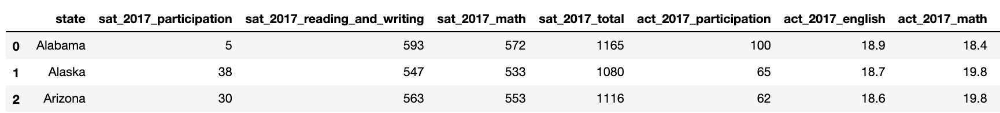 state sat_2017_participation sat_2017_reading_and_writing sat_2017_math sat_2017_total act_2017_participation act_2017_english act_2017_math
0 Alabama 5 593 572 1165 100 18.9 18.4
1 Alaska 38 547 533 1080 65 18.7 19.8
2 Arizona 30 563 553 1116 62 18.6 19.8